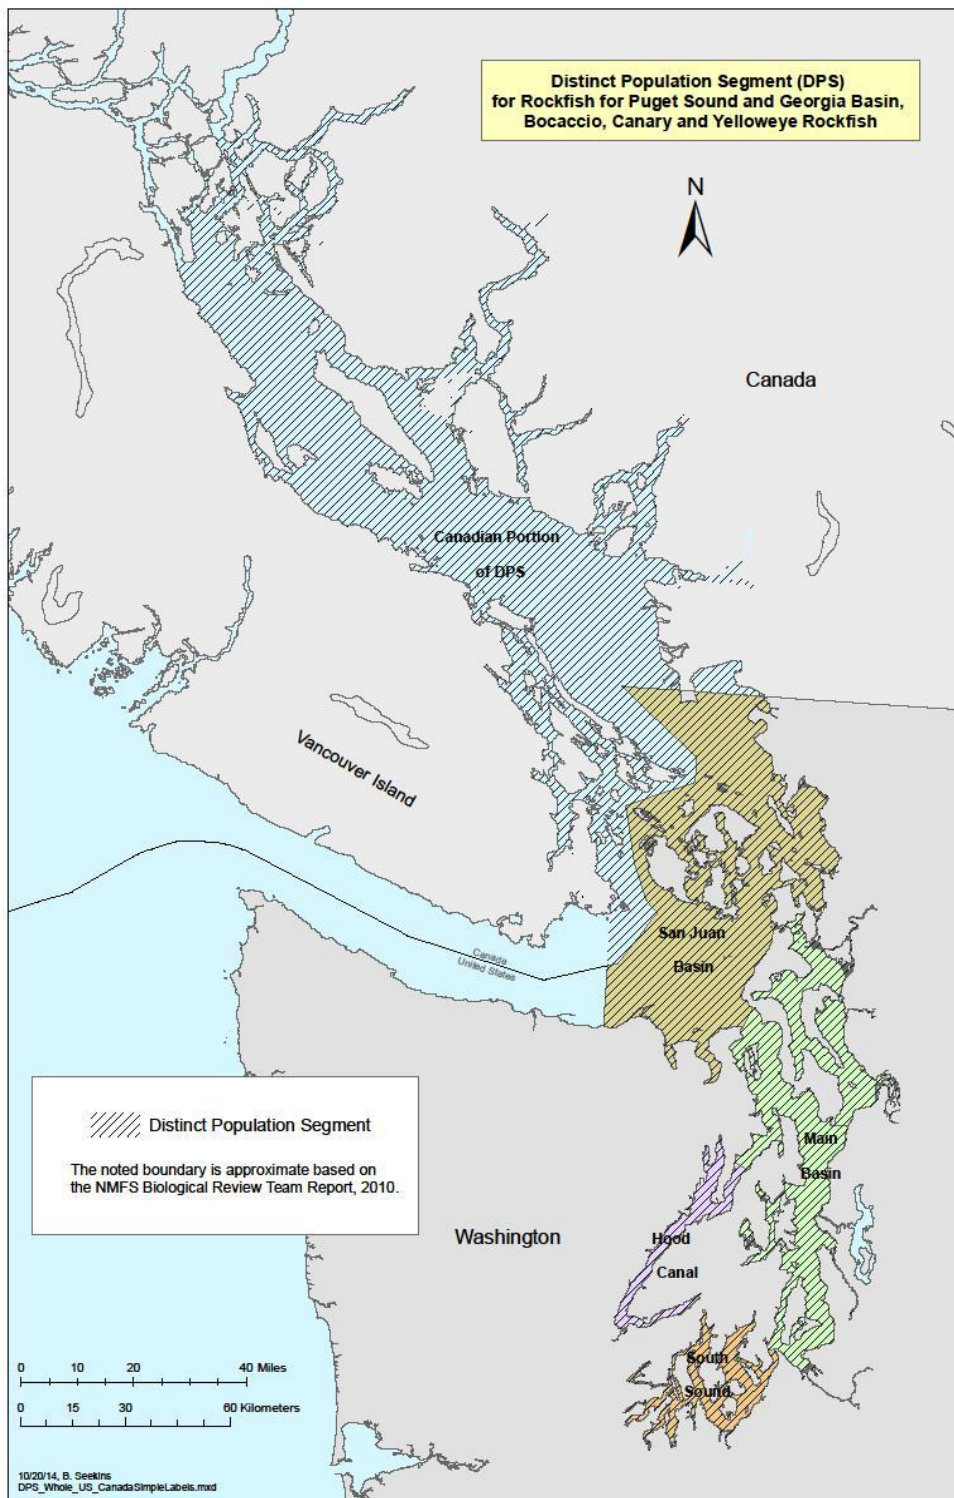 Distinct Population Segment (DPS)
for Rockfish for Puget Sound and Georgia Basin,
Bocaccio, Canary and Yelloweye Rockfish
N
Canada
Canadian Portion
of DPS
Vancouver Island
San Juan
Basin
Canada
United States
Distinct Population Segment
The noted boundary is approximate based on
the NMFS Biological Review Team Report, 2010.
Main
Basin
Washington
Hood
Canal
South
Sound
0 10 20 40 Miles
0 15 30 60 Kilometers
10/20/14, B. Seekins
DPS_Whole_US_CanadaSimpleLabels.mxd